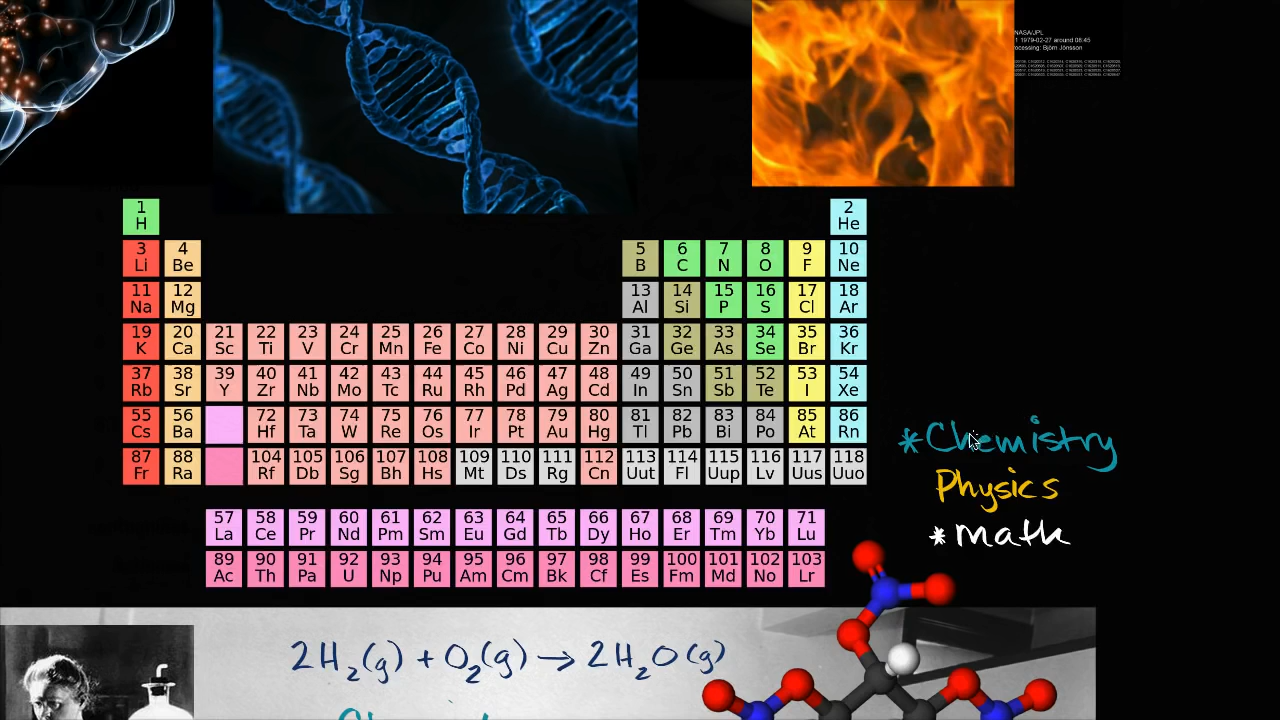 NASA/JPL
1 1979-02-27 around 08:45
ocessing: Björn Jónsson
1 2
H He
3 4 5 6 7 8 9 10
Li Be B C N O F Ne
11 12 13 14 15 16 17 18
Na Mg Al Si P S Cl Ar
19 20 21 22 23 24 25 26 27 28 29 30 31 32 33 34 35 36
K Ca Sc Ti V Cr Mn Fe Co Ni Cu Zn Ga Ge As Se Br Kr
37 38 39 40 41 42 43 44 45 46 47 48 49 50 51 52 53 54
Rb Sr Y Zr Nb Mo Tc Ru Rh Pd Ag Cd In Sn Sb Te I Xe
55 56 72 73 74 75 76 77 78 79 80 81 82 83 84 85 86
Cs Ba Hf Ta W Re Os Ir Pt Au Hg Tl Pb Bi Po At Rn
87 88 104 105 106 107 108 109 110 111 112 113 114 115 116 117 118
Fr Ra Rf Db Sg Bh Hs Mt Ds Rg Cn Uut Fl Uup Lv Uus Uuo
*Chemistry
Physics
*math
57 58 59 60 61 62 63 64 65 66 67 68 69 70 71
La Ce Pr Nd Pm Sm Eu Gd Tb Dy Ho Er Tm Yb Lu
89 90 91 92 93 94 95 96 97 98 99 100 101 102 103
Ac Th Pa U Np Pu Am Cm Bk Cf Es Fm Md No Lr
2H₂(g) + O₂(g) → 2H₂O(g)